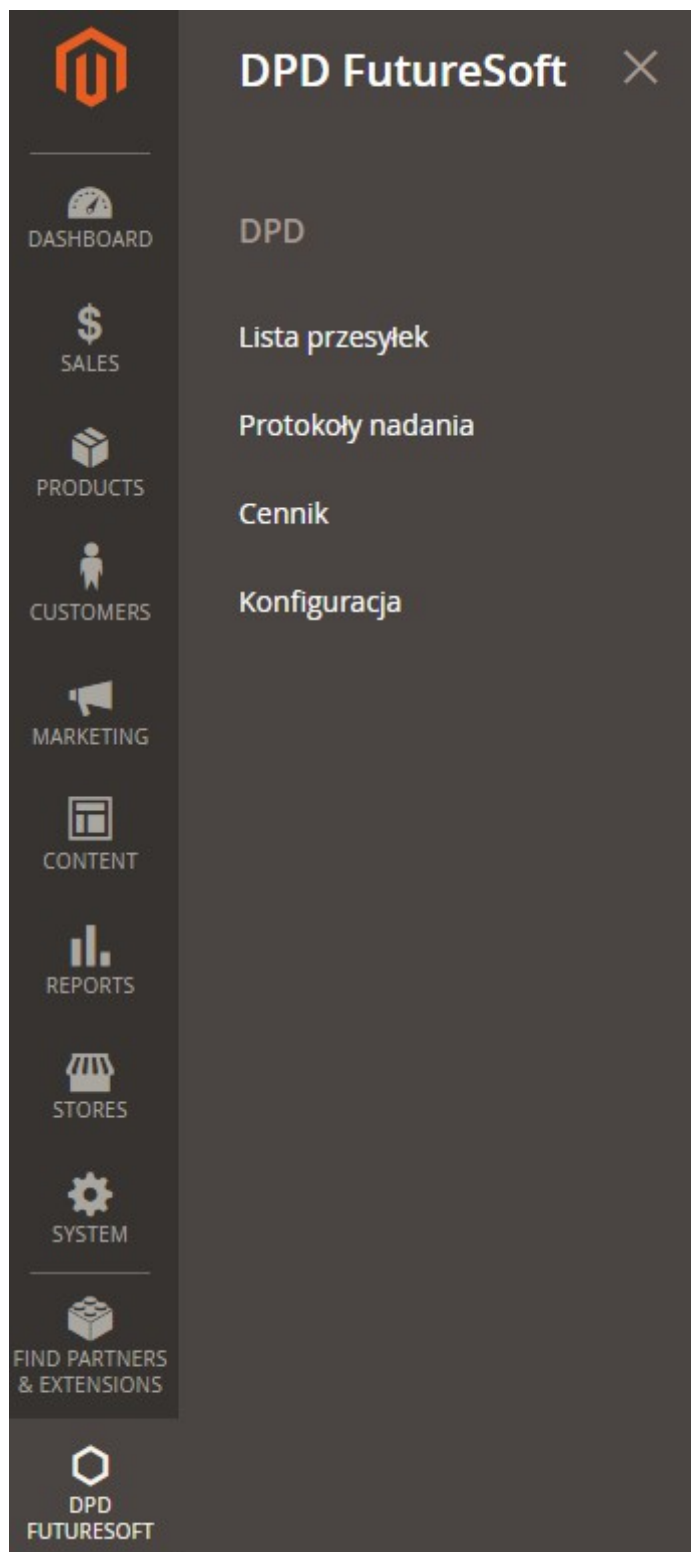 DPD FutureSoft
DPD
Lista przesyłek
Protokoły nadania
Cennik
Konfiguracja
DASHBOARD
$
SALES
PRODUCTS
CUSTOMERS
MARKETING
CONTENT
REPORTS
STORES
SYSTEM
FIND PARTNERS
& EXTENSIONS
DPD
FUTURESOFT